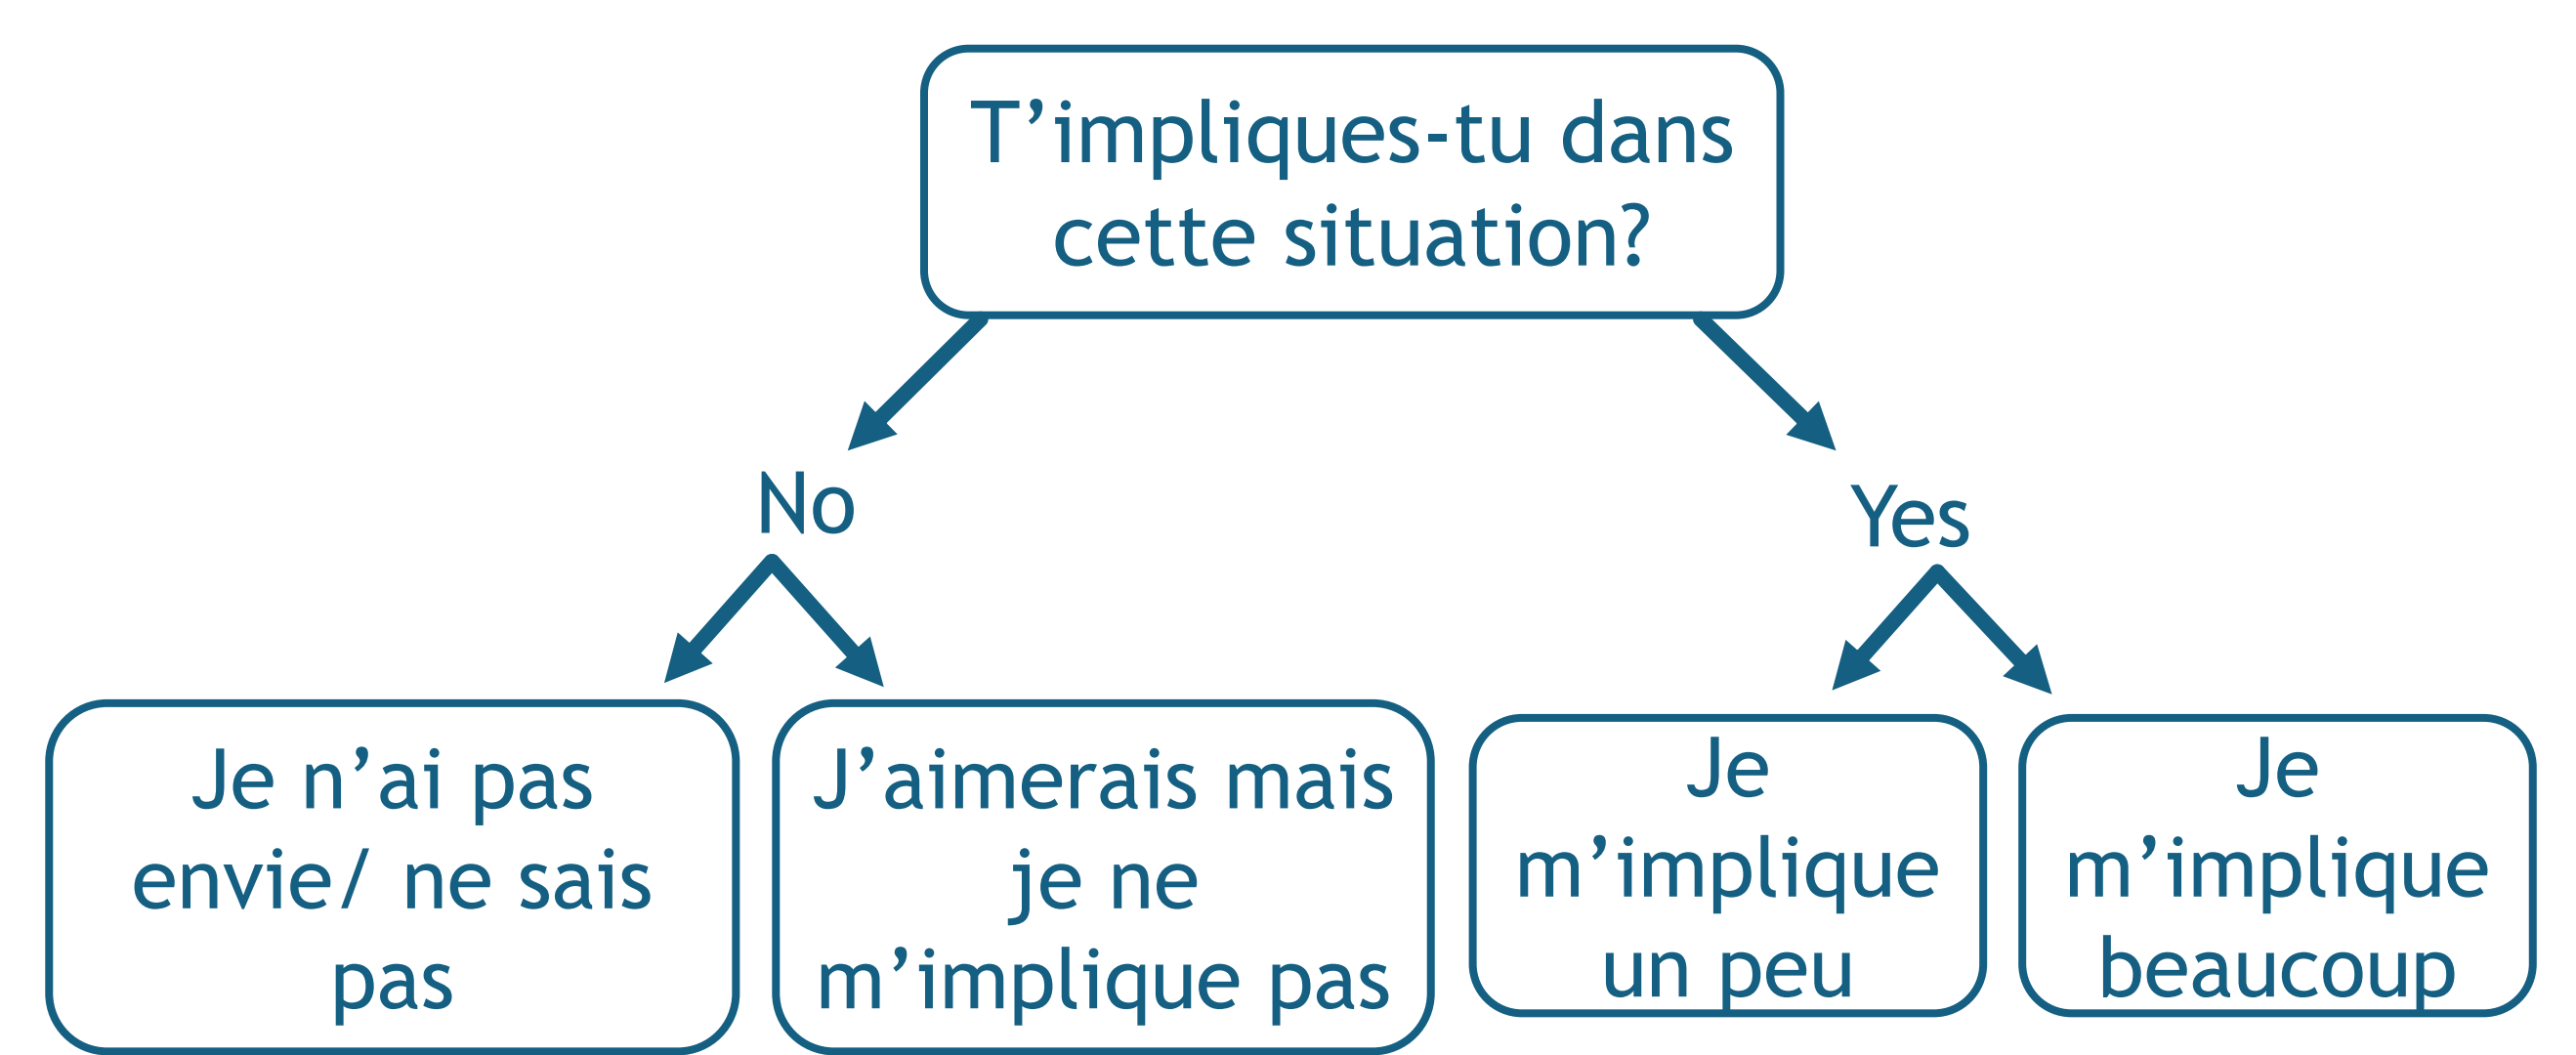 T’impliques-tu dans
cette situation?
No
Yes
Je n’ai pas
envie/ ne sais
pas
J’aimerais mais
je ne
m’implique pas
Je
m’implique
un peu
Je
m’implique
beaucoup